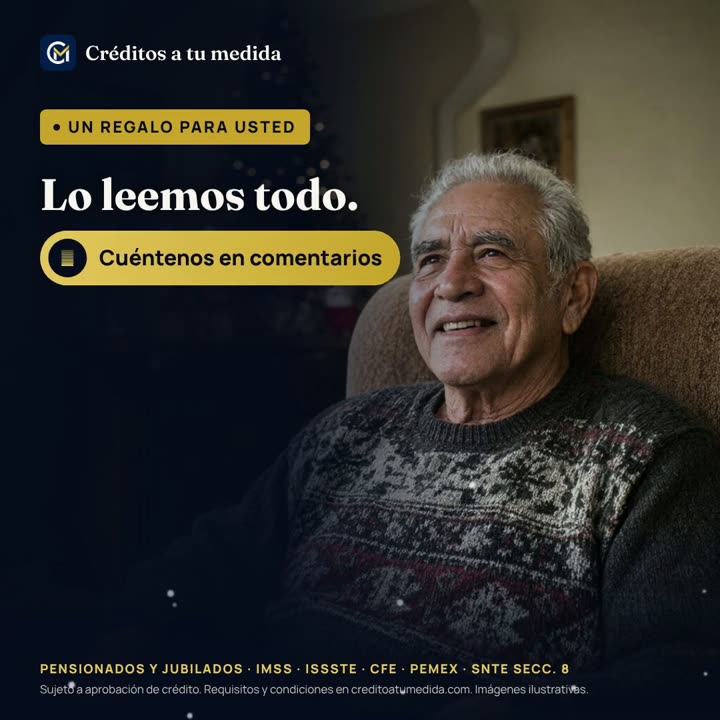 Créditos a tu medida
• UN REGALO PARA USTED
Lo leemos todo.
Cuéntenos en comentarios
PENSIONADOS Y JUBILADOS · IMSS · ISSSTE · CFE · PEMEX · SNTE SECC. 8
Sujeto a aprobación de crédito. Requisitos y condiciones en creditoatumedida.com. Imágenes ilustrativas.